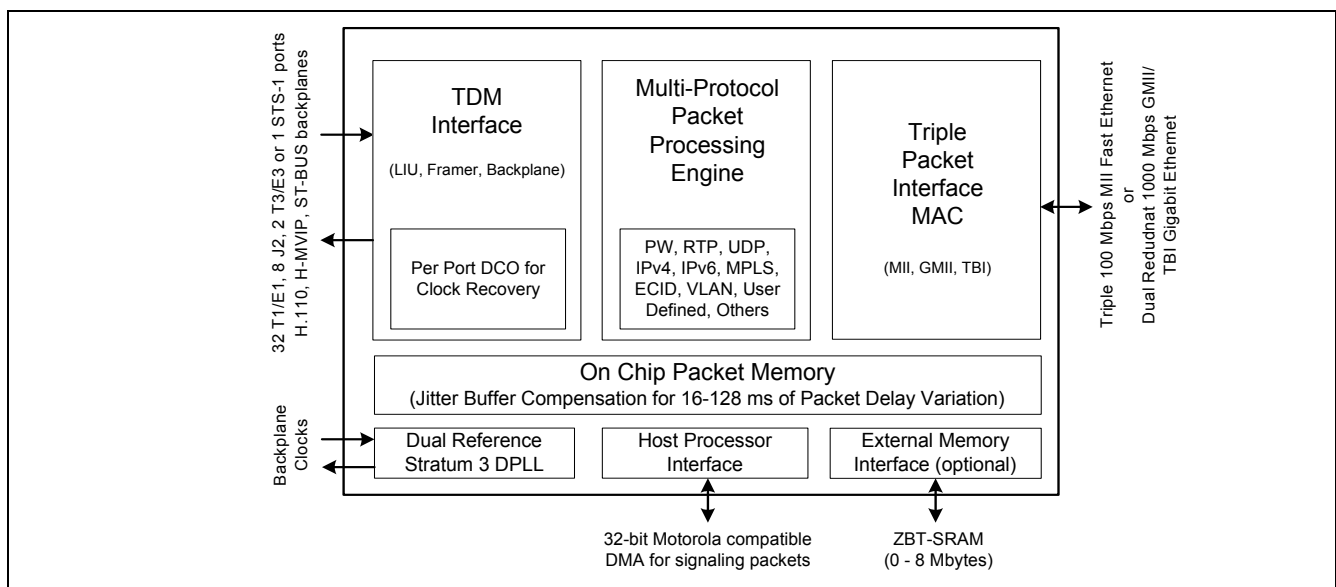 32 T1/E1, 8 J2, 2 T3/E3 or 1 STS-1 ports
H.110, H-MVIP, ST-BUS backplanes
TDM
Interface
(LIU, Framer, Backplane)
Per Port DCO for
Clock Recovery
Multi-Protocol
Packet
Processing
Engine
PW, RTP, UDP,
IPv4, IPv6, MPLS,
ECID, VLAN, User
Defined, Others
Triple
Packet
Interface
MAC
(MII, GMII, TBI)
Triple 100 Mbps MII Fast Ethernet
or
Dual Redudnat 1000 Mbps GMII/
TBI Gigabit Ethernet
On Chip Packet Memory
(Jitter Buffer Compensation for 16-128 ms of Packet Delay Variation)
Backplane
Clocks
Dual Reference
Stratum 3 DPLL
Host Processor
Interface
External Memory
Interface (optional)
32-bit Motorola compatible
DMA for signaling packets
ZBT-SRAM
(0 - 8 Mbytes)